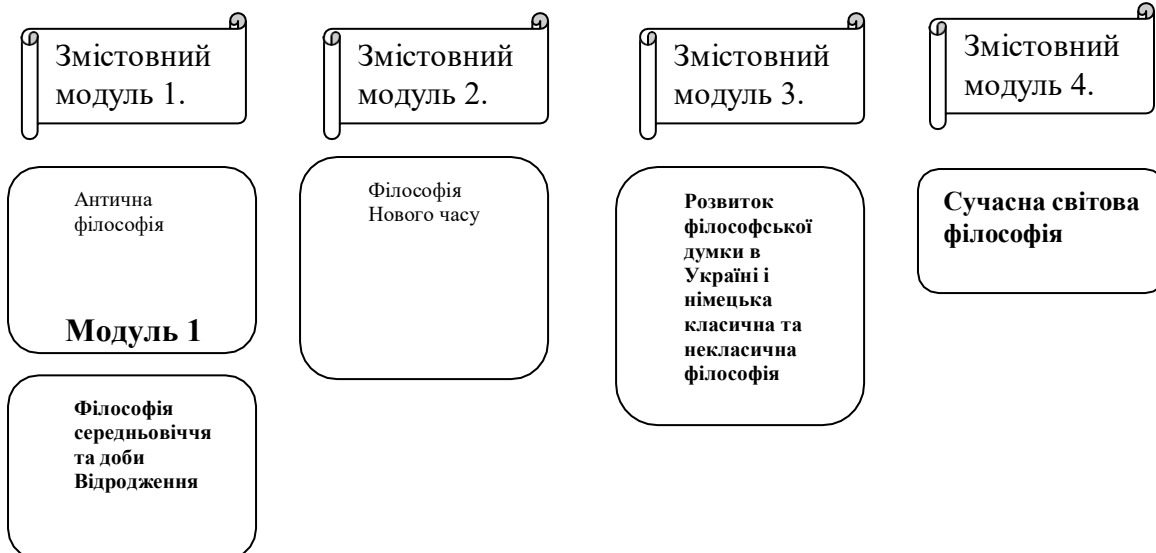 Змістовний
модуль 1.
Змістовний
модуль 2.
Змістовний
модуль 3.
Змістовний
модуль 4.
Антична
філософія
Модуль 1
Філософія
середньовіччя
та доби
Відродження
Філософія
Нового часу
Розвиток
філософської
думки в
Україні і
німецька
класична та
некласична
філософія
Сучасна світова
філософія